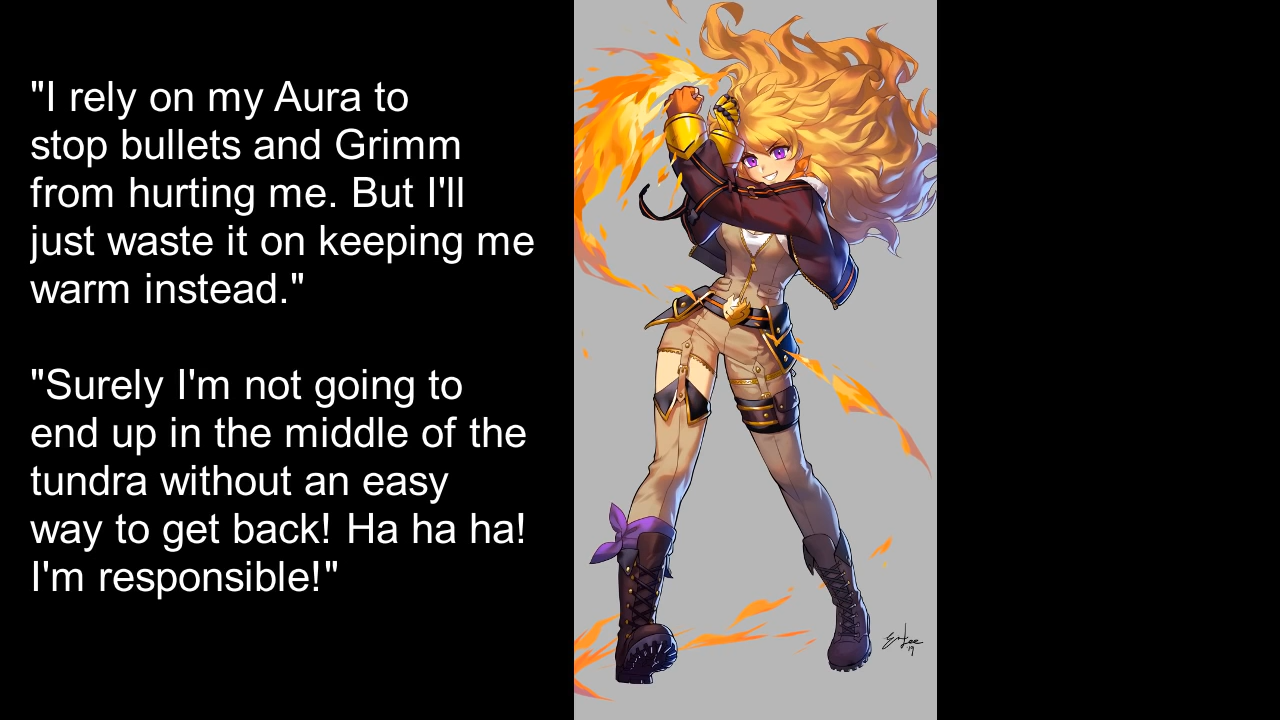 "I rely on my Aura to
stop bullets and Grimm
from hurting me. But I'll
just waste it on keeping me
warm instead."
"Surely I'm not going to
end up in the middle of the
tundra without an easy
way to get back! Ha ha ha!
I'm responsible!"